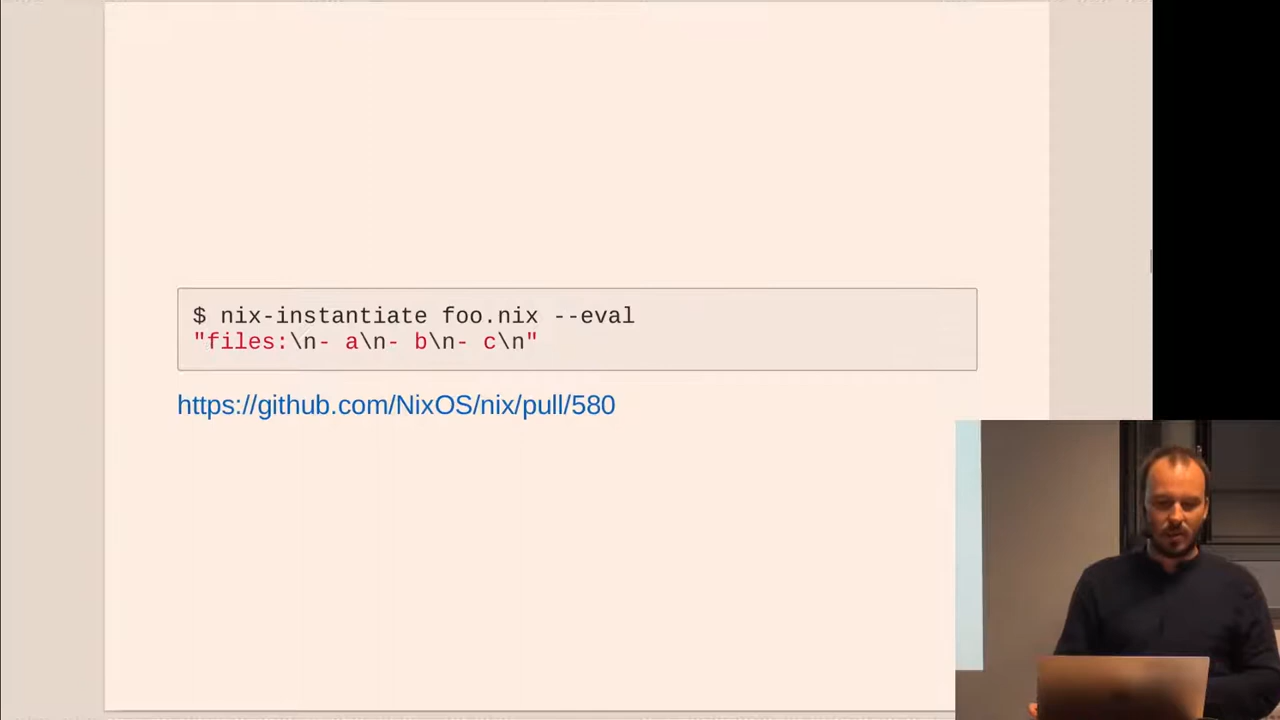 $ nix-instantiate foo.nix --eval
"files:\n- a\n- b\n- c\n"
https://github.com/NixOS/nix/pull/580